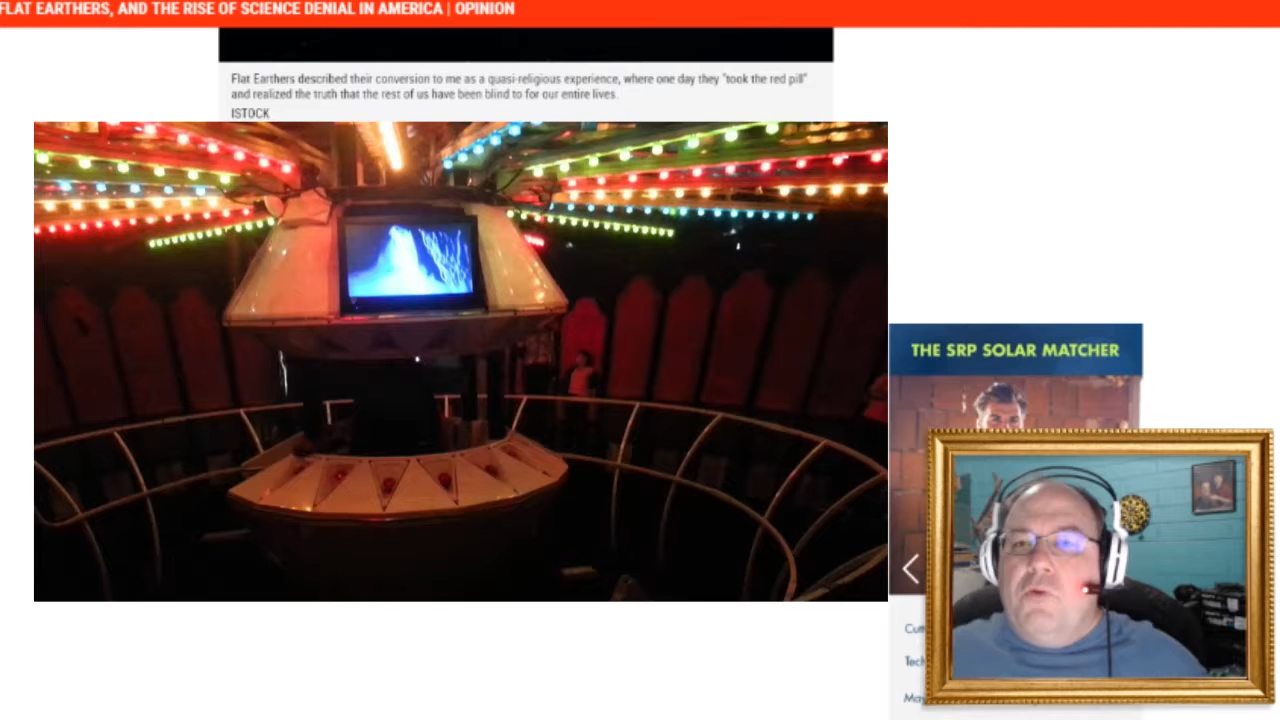 FLAT EARTHERS, AND THE RISE OF SCIENCE DENIAL IN AMERICA | OPINION
Flat Earthers described their conversion to me as a quasi-religious experience, where one day they "took the red pill"
and realized the truth that the rest of us have been blind to for our entire lives.
ISTOCK
THE SRP SOLAR MATCHER
May